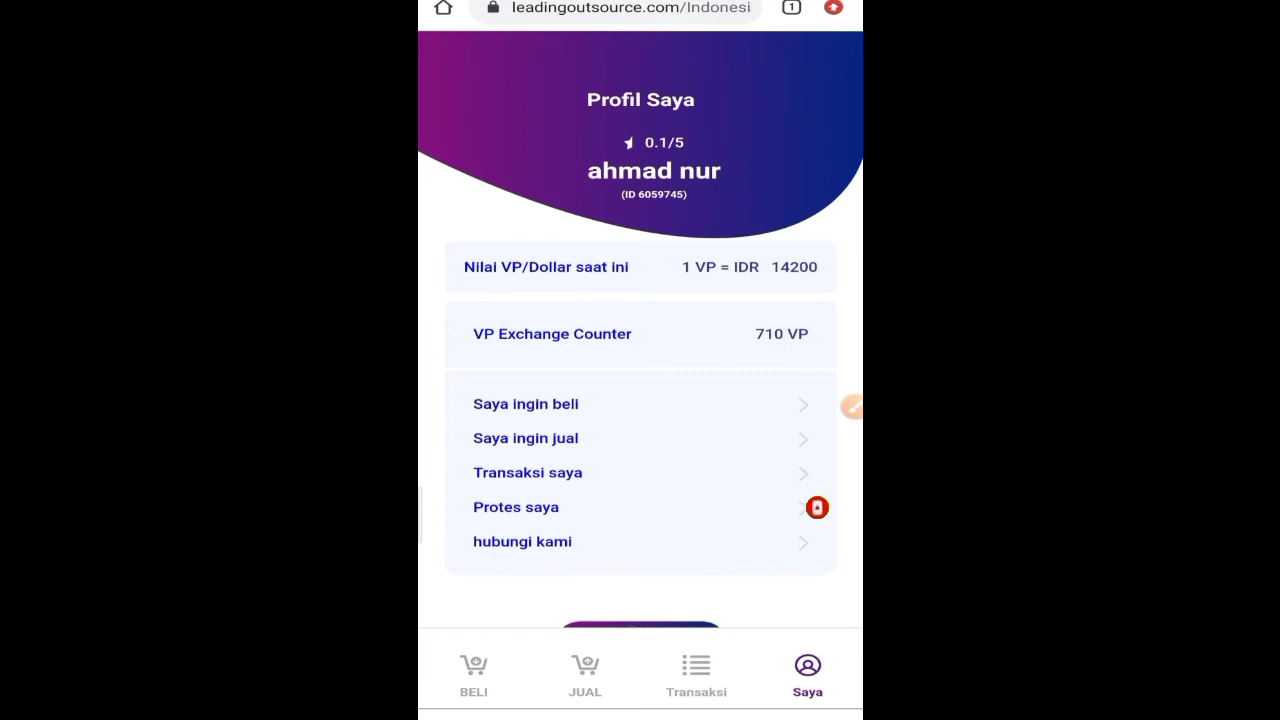 leadingoutsource.com/Indonesi
1
Profil Saya
0.1/5
ahmad nur
(ID 6059745)
Nilai VP/Dollar saat ini 1 VP = IDR 14200
VP Exchange Counter 710 VP
Saya ingin beli
Saya ingin jual
Transaksi saya
Protes saya
hubungi kami
BELI JUAL Transaksi Saya